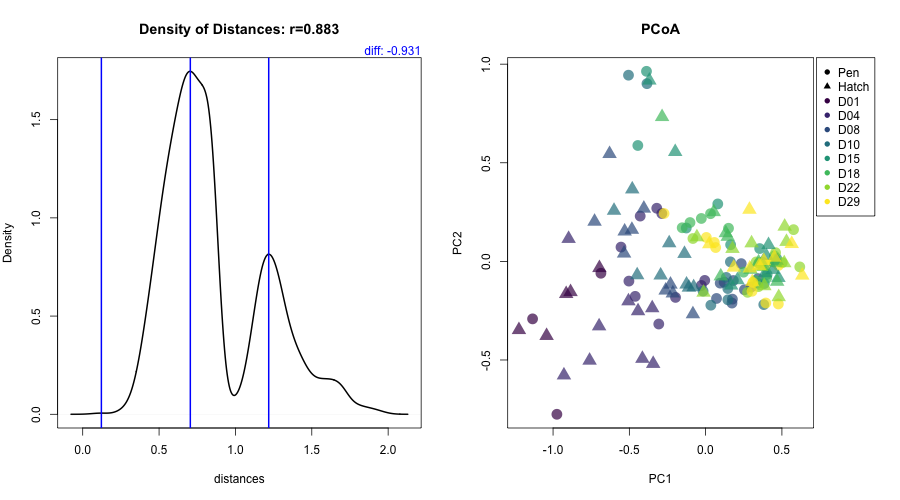 Density of Distances: r=0.883
diff: -0.931
Density
0.0
0.5
1.0
1.5
0.0
0.5
1.0
1.5
2.0
distances
PCoA
PC2
-0.5
0.0
0.5
1.0
-1.0
-0.5
0.0
0.5
PC1
Pen
Hatch
D01
D04
D08
D10
D15
D18
D22
D29